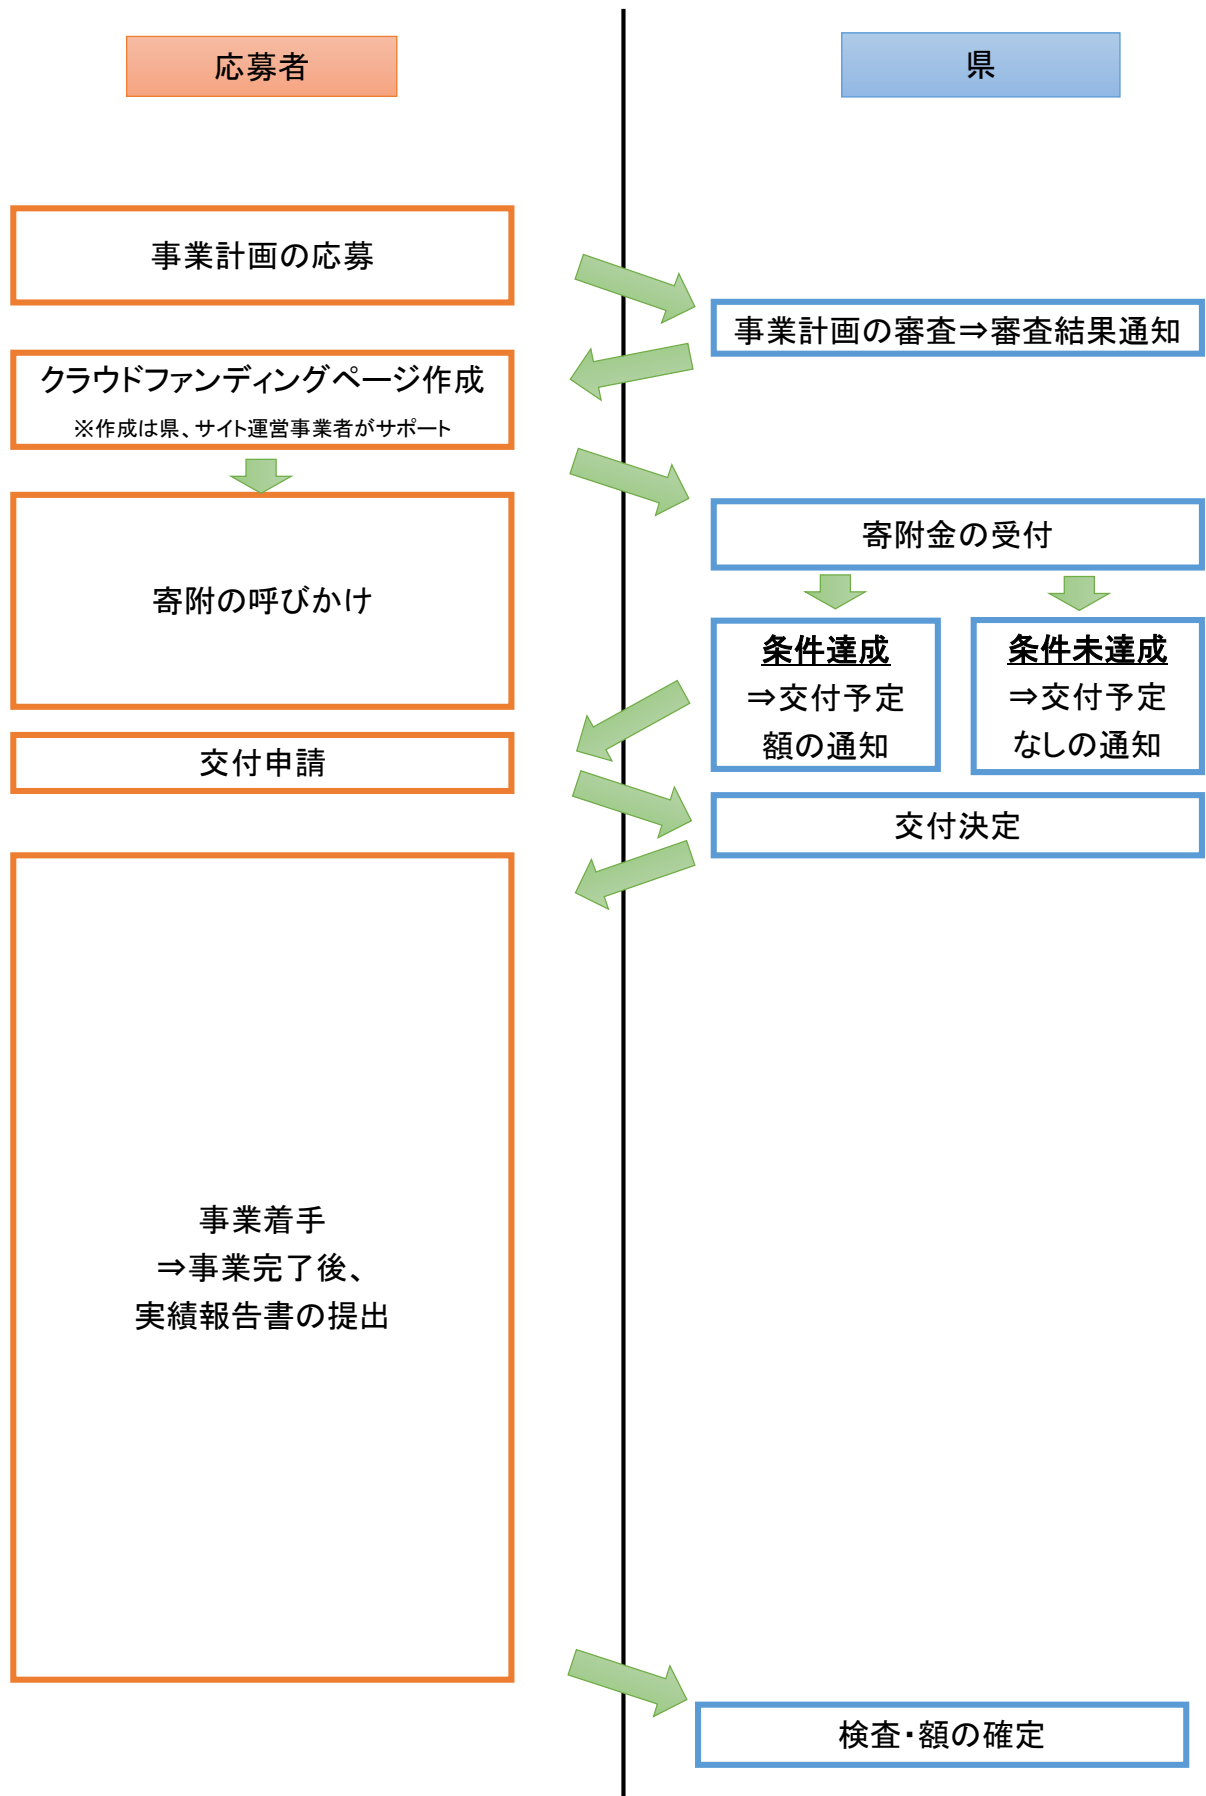 応募者
県
事業計画の応募
事業計画の審査⇒審査結果通知
クラウドファンディングページ作成
※作成は県、サイト運営事業者がサポート
寄附金の受付
寄附の呼びかけ
条件達成
⇒交付予定
額の通知
条件未達成
⇒交付予定
なしの通知
交付申請
交付決定
事業着手
⇒事業完了後、
実績報告書の提出
検査・額の確定